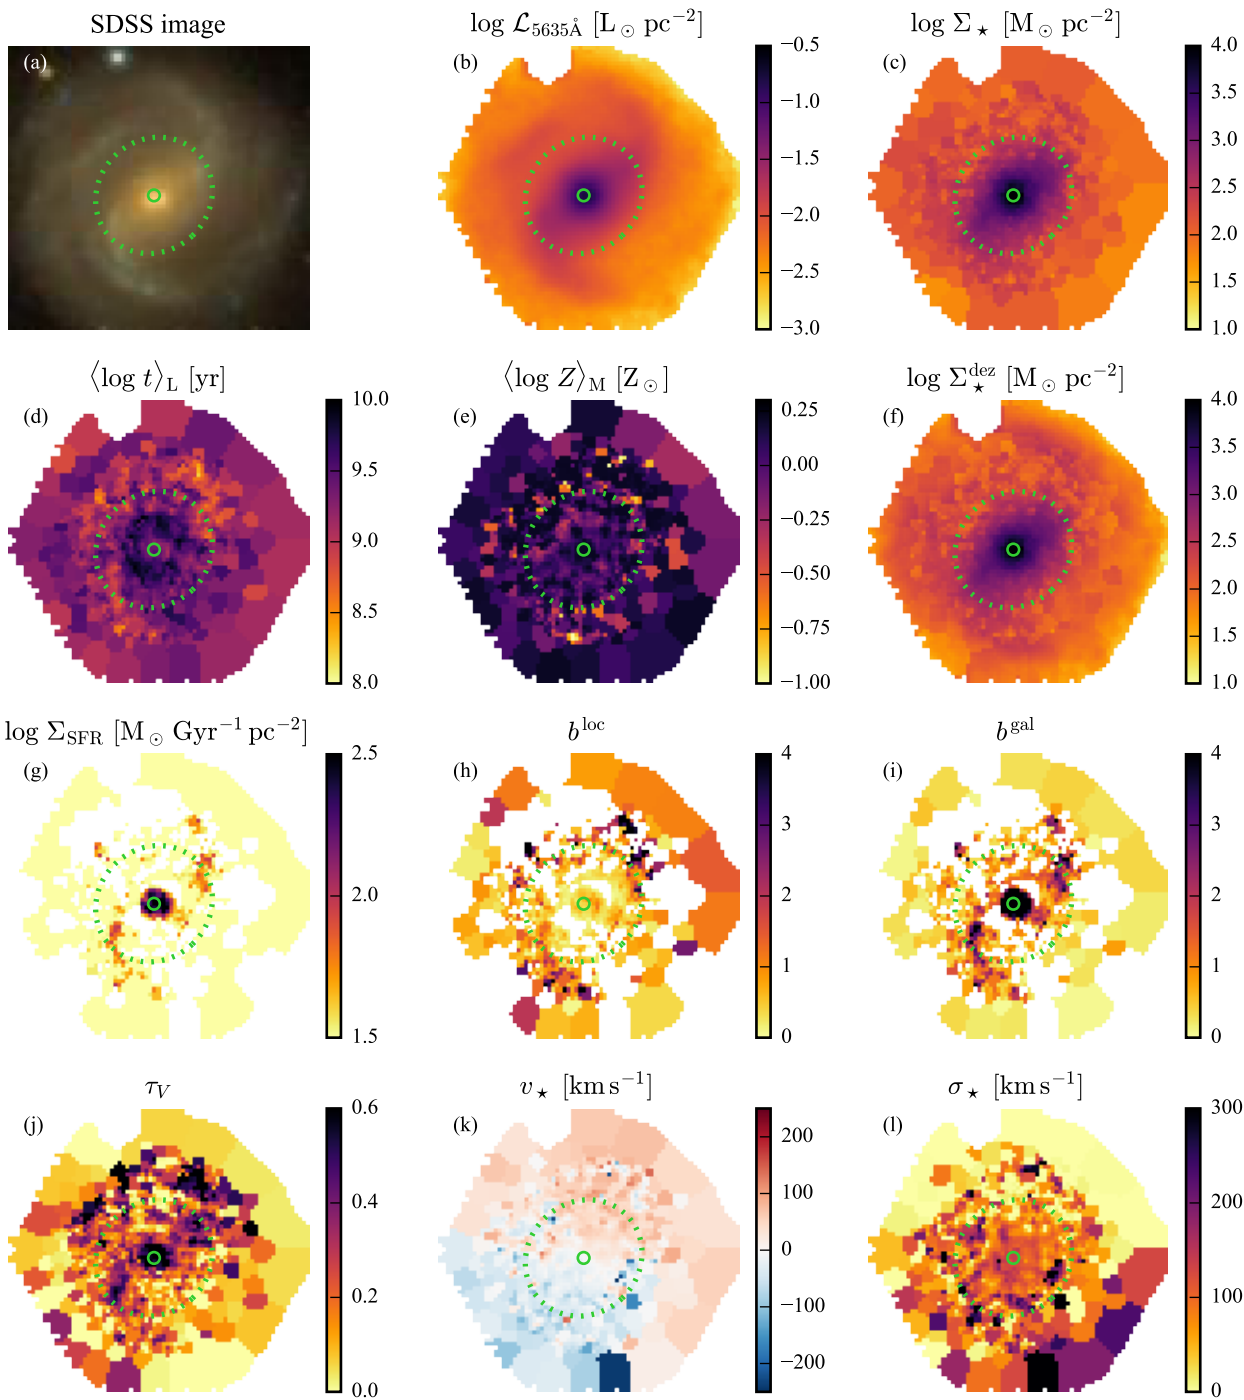 SDSS image
log ℒ₅₆₃₅Å [L⊙ pc⁻²]
log Σ⋆ [M⊙ pc⁻²]
(a)
(b)
−0.5
−1.0
−1.5
−2.0
−2.5
−3.0
(c)
4.0
3.5
3.0
2.5
2.0
1.5
1.0
⟨log t⟩L [yr]
⟨log Z⟩M [Z⊙]
log Σ⋆ᵈᵉᶻ [M⊙ pc⁻²]
(d)
10.0
9.5
9.0
8.5
8.0
(e)
0.25
0.00
−0.25
−0.50
−0.75
−1.00
(f)
4.0
3.5
3.0
2.5
2.0
1.5
1.0
log ΣSFR [M⊙ Gyr⁻¹ pc⁻²]
bˡᵒᶜ
bᵍᵃˡ
(g)
2.5
2.0
1.5
(h)
4
3
2
1
0
(i)
4
3
2
1
0
τV
v⋆ [km s⁻¹]
σ⋆ [km s⁻¹]
(j)
0.6
0.4
0.2
0.0
(k)
200
100
0
−100
−200
(l)
300
200
100
0